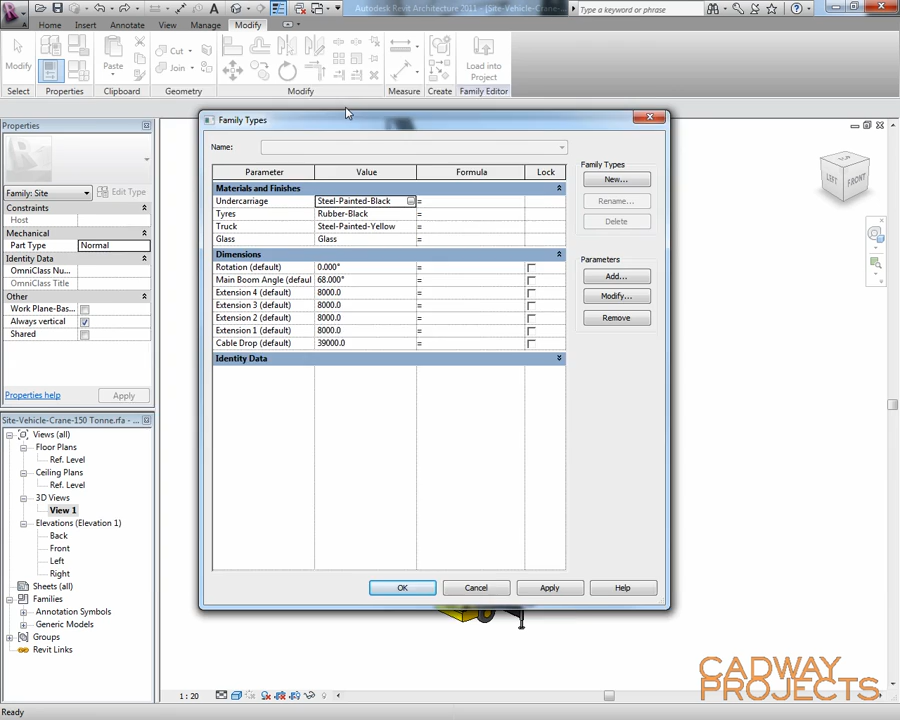 Autodesk Revit Architecture 2011 - [Site-Vehicle-Crane-...
Type a keyword or phrase
Home Insert Annotate View Manage Modify
Modify Paste Cut Join Load into Project
Select Properties Clipboard Geometry Modify Measure Create Family Editor
Properties
Family: Site Edit Type
Constraints
Host
Mechanical
Part Type Normal
Identity Data
OmniClass Nu...
OmniClass Title
Other
Work Plane-Bas...
Always vertical
Shared
Properties help Apply
Site-Vehicle-Crane-150 Tonne.rfa - ...
Views (all)
Floor Plans
Ref. Level
Ceiling Plans
Ref. Level
3D Views
View 1
Elevations (Elevation 1)
Back
Front
Left
Right
Sheets (all)
Families
Annotation Symbols
Generic Models
Groups
Revit Links
Family Types
Name:
Parameter Value Formula Lock
Materials and Finishes
Undercarriage Steel-Painted-Black =
Tyres Rubber-Black =
Truck Steel-Painted-Yellow =
Glass Glass =
Dimensions
Rotation (default) 0.000° =
Main Boom Angle (defaul 68.000° =
Extension 4 (default) 8000.0 =
Extension 3 (default) 8000.0 =
Extension 2 (default) 8000.0 =
Extension 1 (default) 8000.0 =
Cable Drop (default) 39000.0 =
Identity Data
Family Types
New...
Rename...
Delete
Parameters
Add...
Modify...
Remove
OK Cancel Apply Help
TOP
LEFT FRONT
1 : 20
Ready
CADWAY
PROJECTS